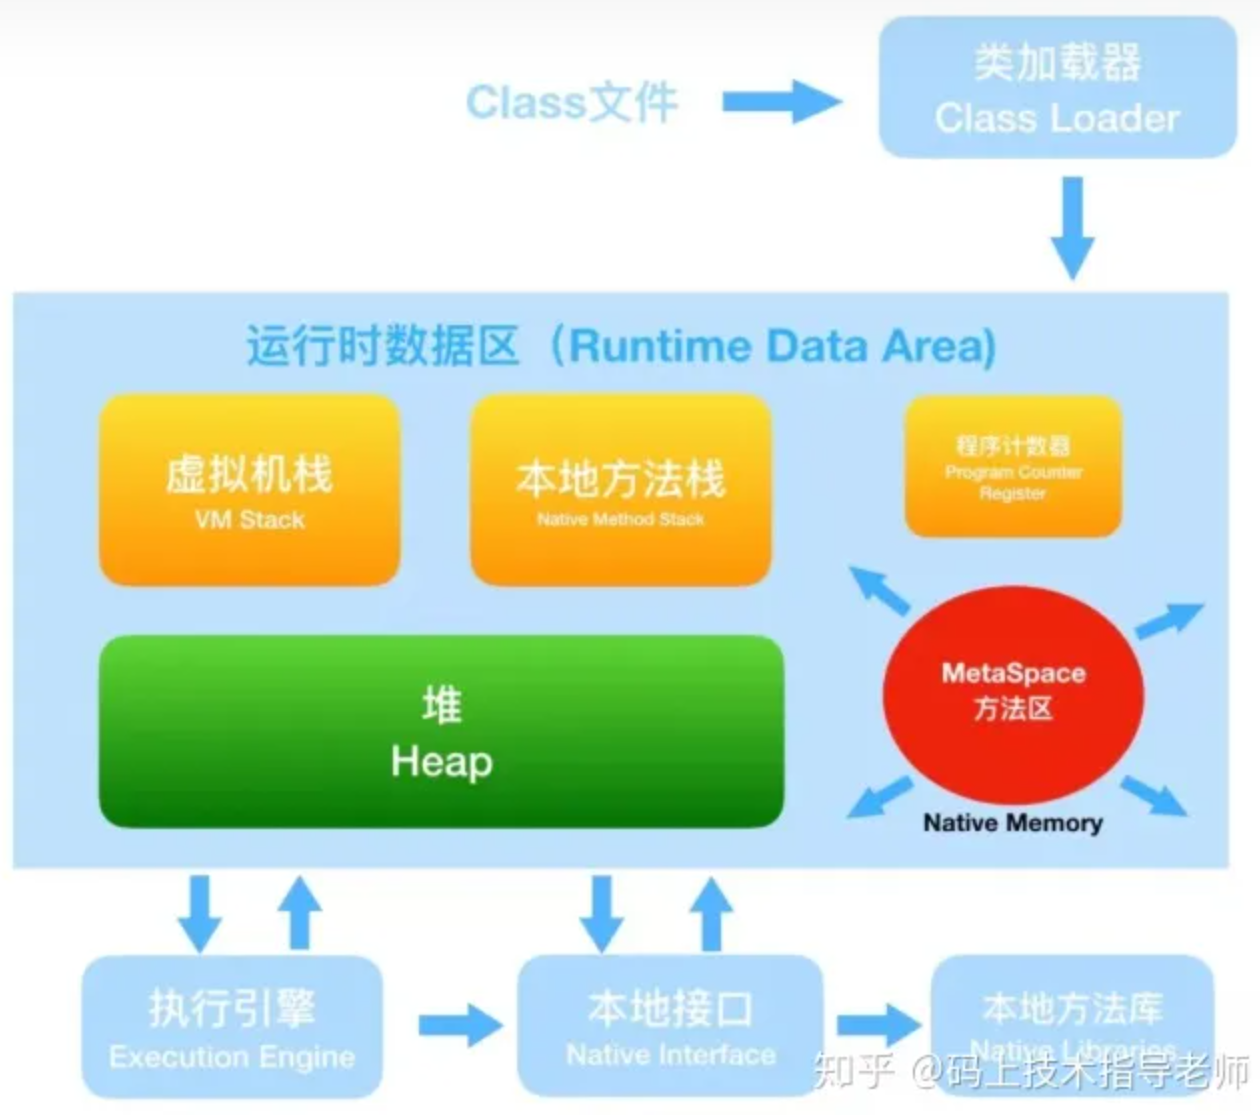 类加载器
Class文件
Class Loader
运行时数据区（Runtime Data Area)
虚拟机栈
VM Stack
本地方法栈
Native Method Stack
程序计数器
Program Counter
Register
堆
Heap
MetaSpace
方法区
Native Memory
执行引擎
Execution Engine
本地接口
Native Interface
本地方法库
Native Libraries
知乎 @码上技术指导老师